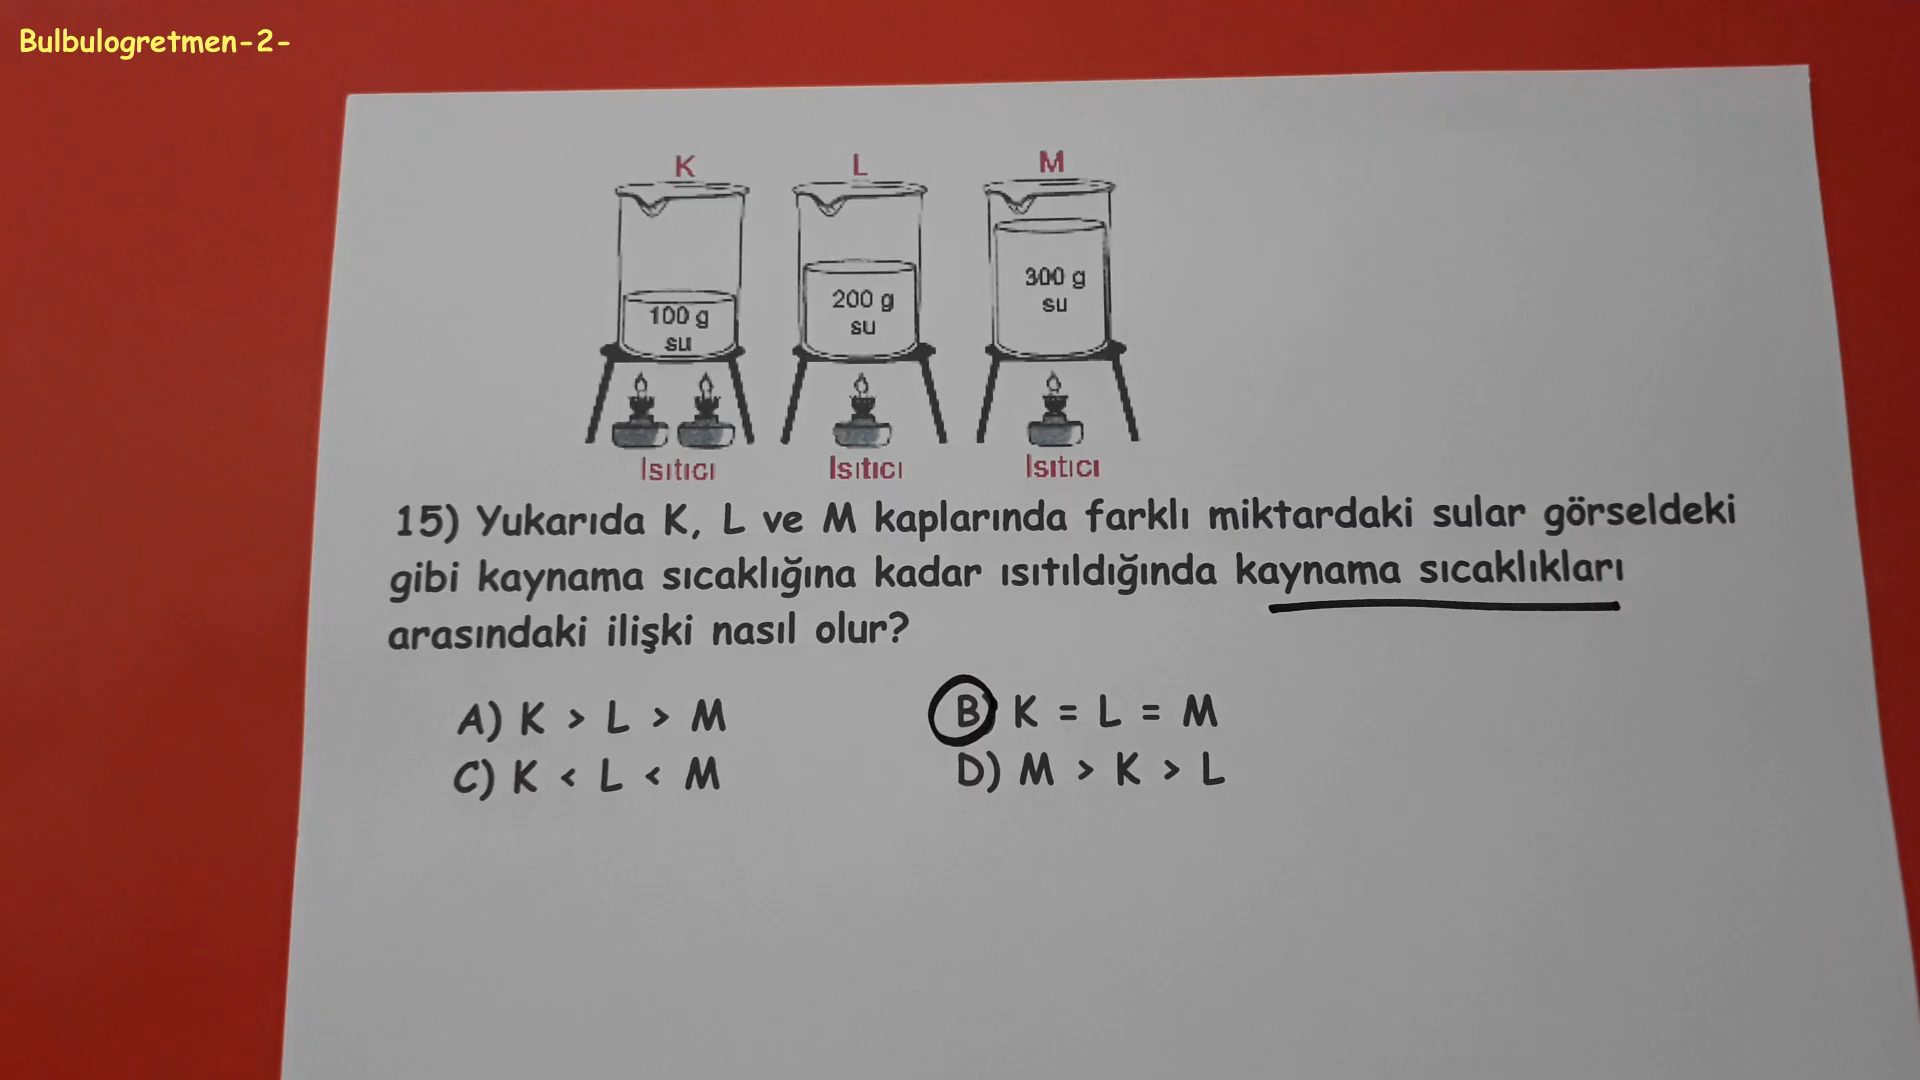 Bulbulogretmen-2-
K L M
100 g su
200 g su
300 g su
Isıtıcı Isıtıcı Isıtıcı
15) Yukarıda K, L ve M kaplarında farklı miktardaki sular görseldeki
gibi kaynama sıcaklığına kadar ısıtıldığında kaynama sıcaklıkları
arasındaki ilişki nasıl olur?
A) K > L > M B) K = L = M
C) K < L < M D) M > K > L